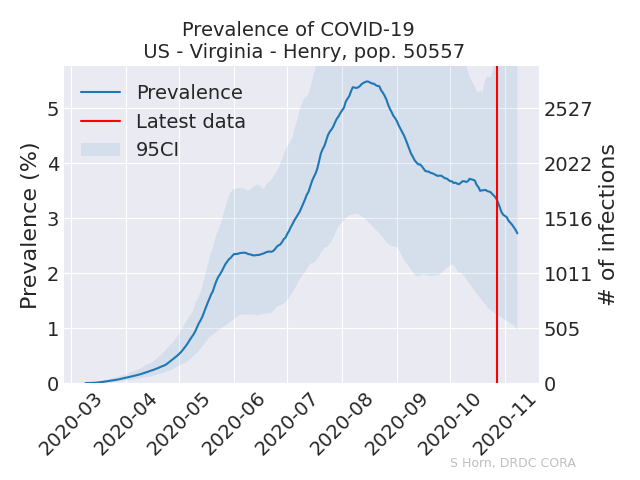 Prevalence of COVID-19
US - Virginia - Henry, pop. 50557
Prevalence
Latest data
95CI
Prevalence (%)
5
4
3
2
1
0
2527
2022
1516
1011
505
0
# of infections
2020-03
2020-04
2020-05
2020-06
2020-07
2020-08
2020-09
2020-10
2020-11
S Horn, DRDC CORA